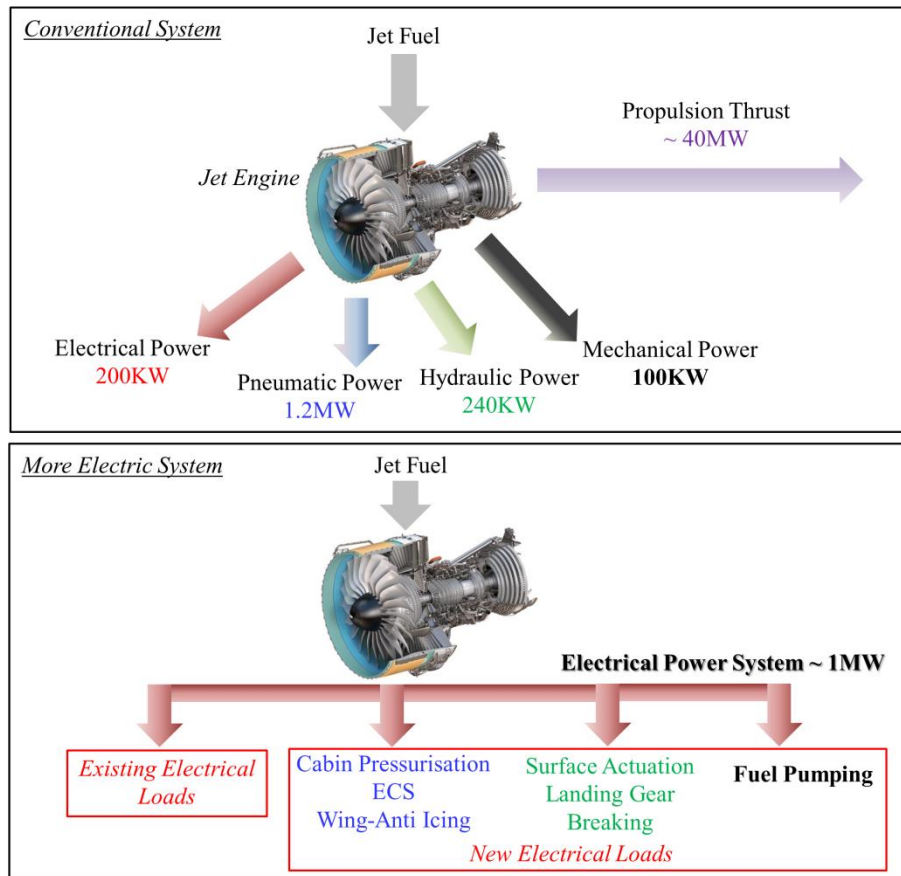 Conventional System
Jet Fuel
Propulsion Thrust
~ 40MW
Jet Engine
Electrical Power
200KW
Pneumatic Power
1.2MW
Hydraulic Power
240KW
Mechanical Power
100KW
More Electric System
Jet Fuel
Electrical Power System ~ 1MW
Existing Electrical
Loads
Cabin Pressurisation
ECS
Wing-Anti Icing
Surface Actuation
Landing Gear
Breaking
Fuel Pumping
New Electrical Loads